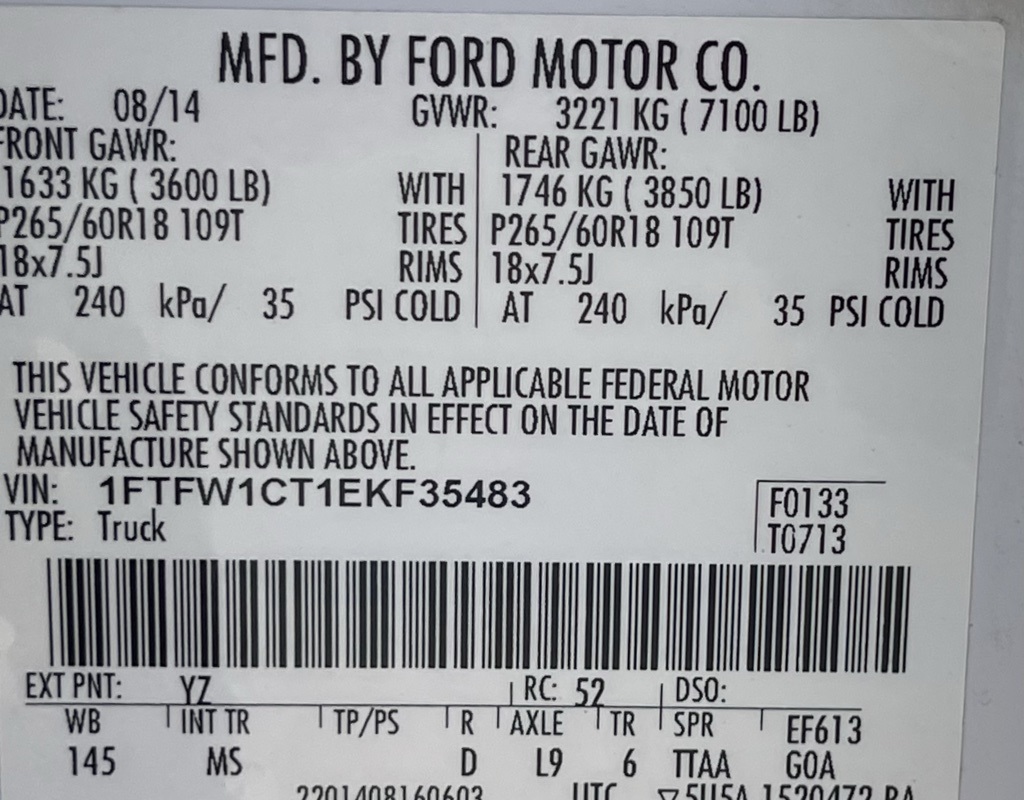 MFD. BY FORD MOTOR CO.
DATE: 08/14 GVWR: 3221 KG ( 7100 LB)
FRONT GAWR: REAR GAWR:
1633 KG ( 3600 LB) WITH 1746 KG ( 3850 LB) WITH
P265/60R18 109T TIRES P265/60R18 109T TIRES
18x7.5J RIMS 18x7.5J RIMS
AT 240 kPa/ 35 PSI COLD AT 240 kPa/ 35 PSI COLD
THIS VEHICLE CONFORMS TO ALL APPLICABLE FEDERAL MOTOR
VEHICLE SAFETY STANDARDS IN EFFECT ON THE DATE OF
MANUFACTURE SHOWN ABOVE.
VIN: 1FTFW1CT1EKF35483 F0133
TYPE: Truck T0713
EXT PNT: YZ RC: 52 DSO:
WB INT TR TP/PS R AXLE TR SPR EF613
145 MS D L9 6 TTAA G0A
2201408160603 UTC